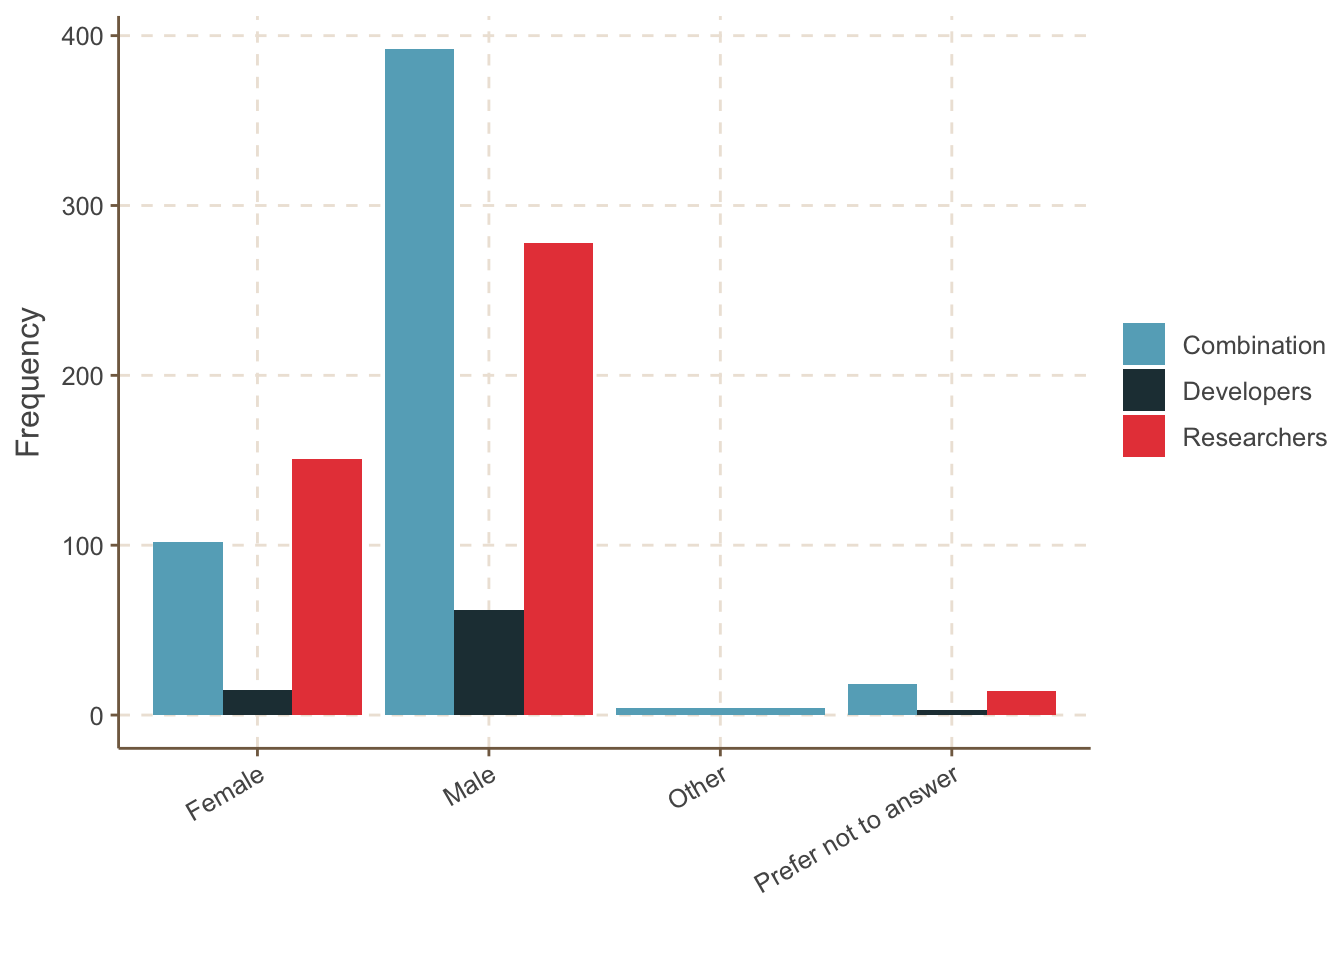 Frequency
400
300
200
100
0
Female
Male
Other
Prefer not to answer
Combination
Developers
Researchers